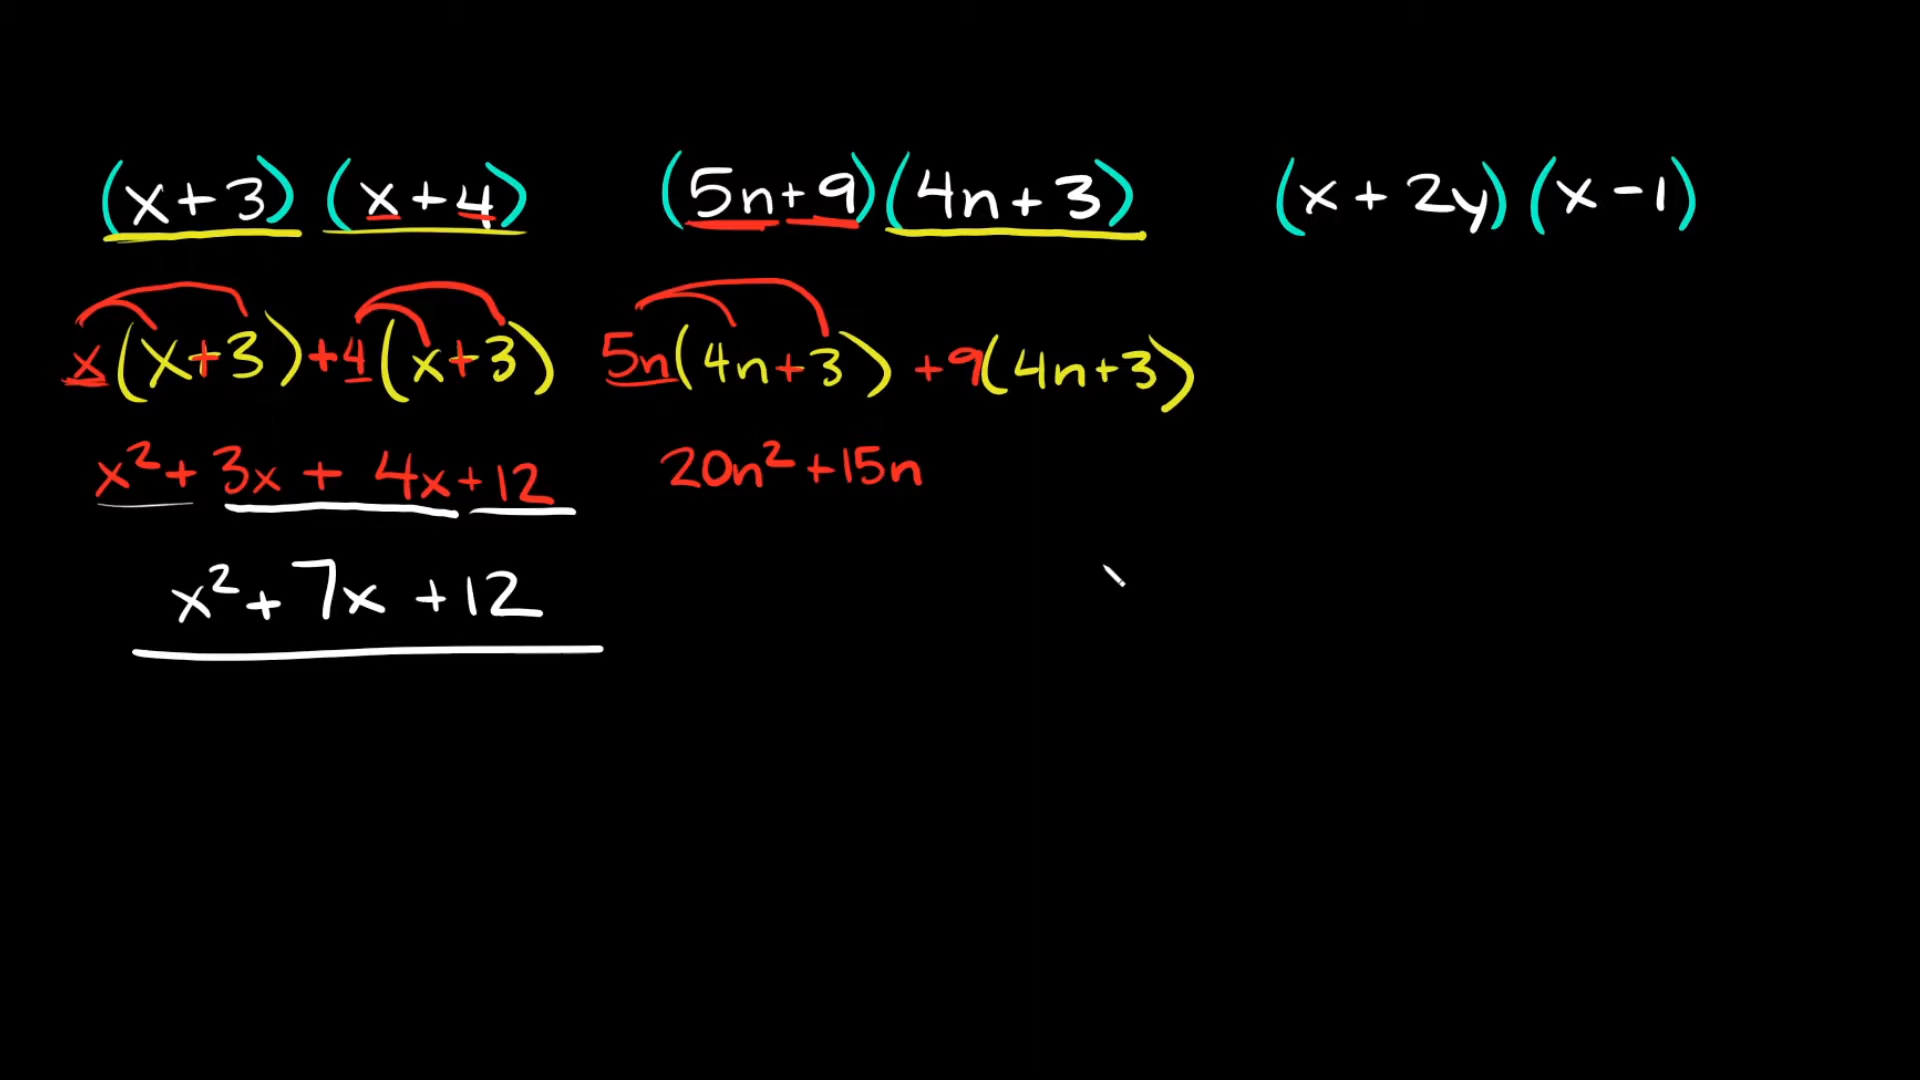 (x+3) (x+4) (5n+9)(4n+3) (x+2y)(x-1)
x(x+3)+4(x+3) 5n(4n+3) +9(4n+3)
x²+3x+4x+12 20n²+15n
x²+7x+12